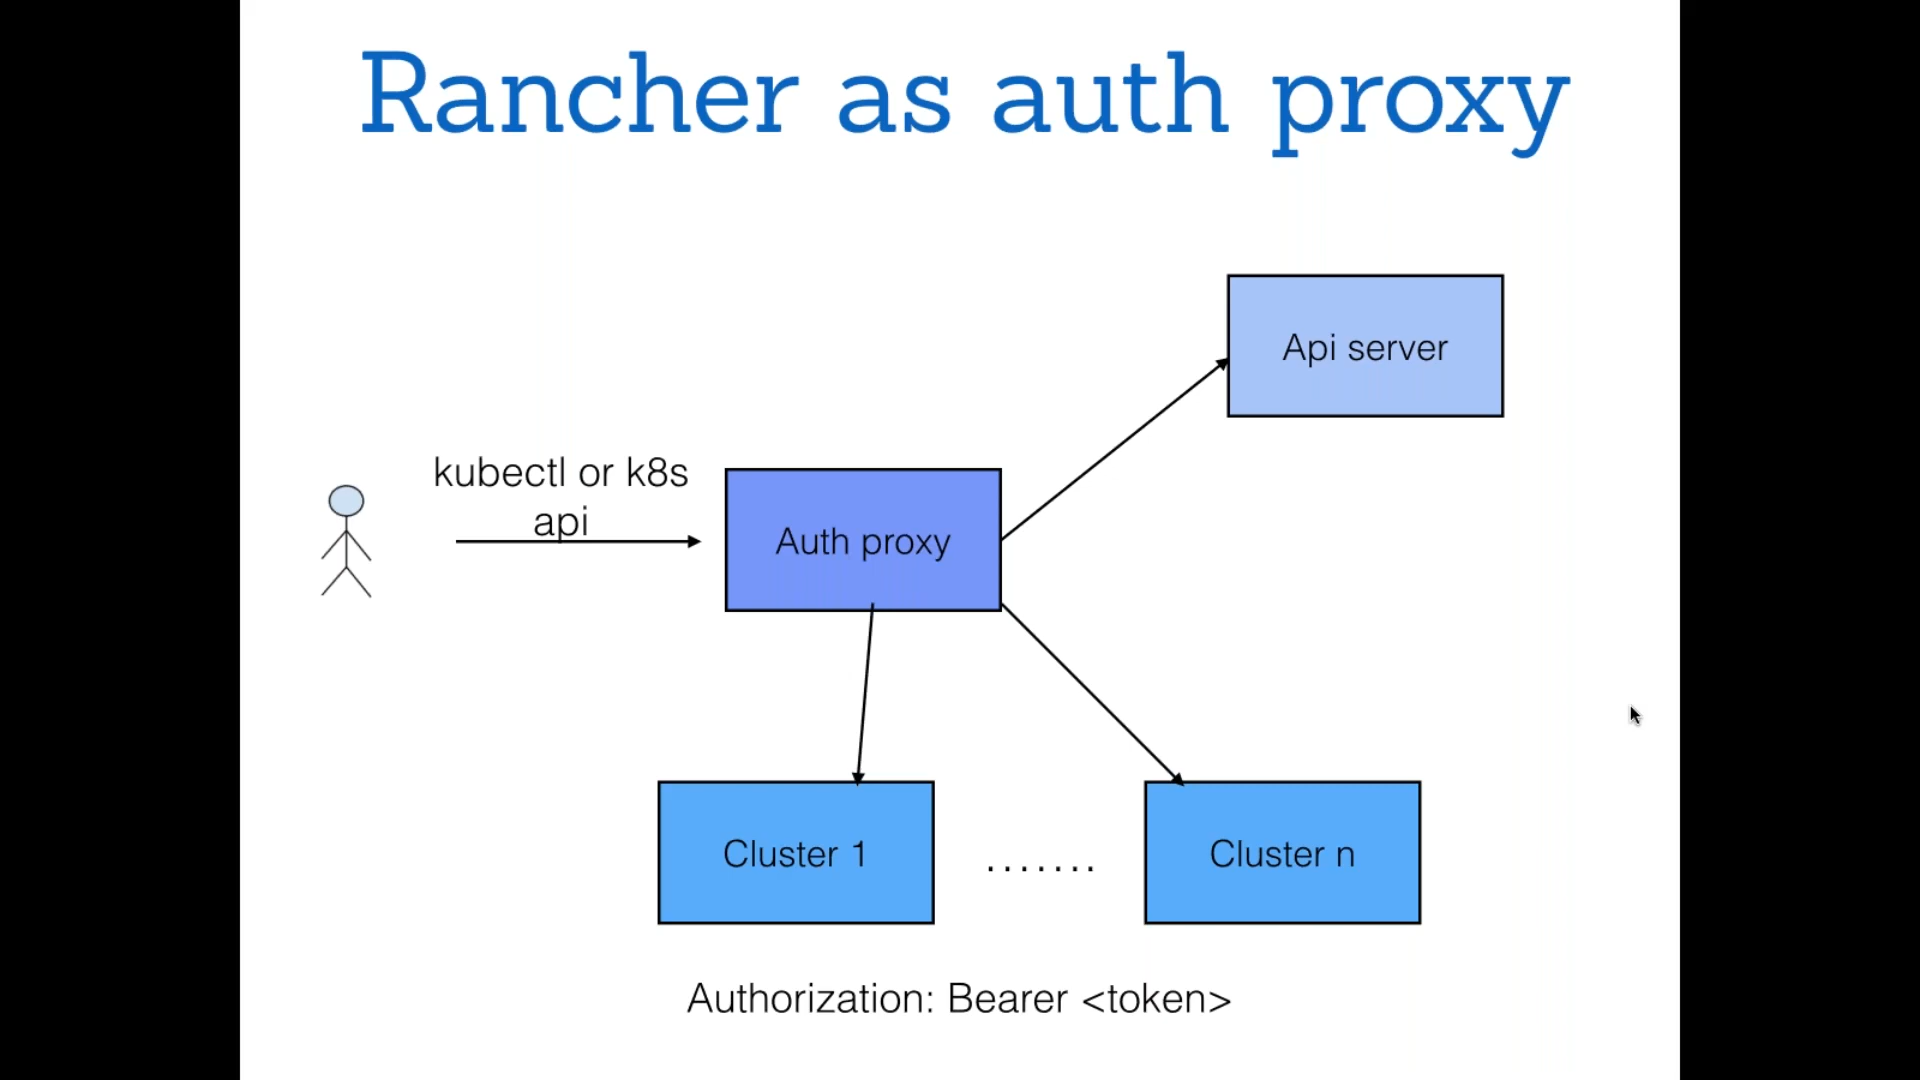 Rancher as auth proxy
Api server
kubectl or k8s
api
Auth proxy
Cluster 1
.......
Cluster n
Authorization: Bearer <token>